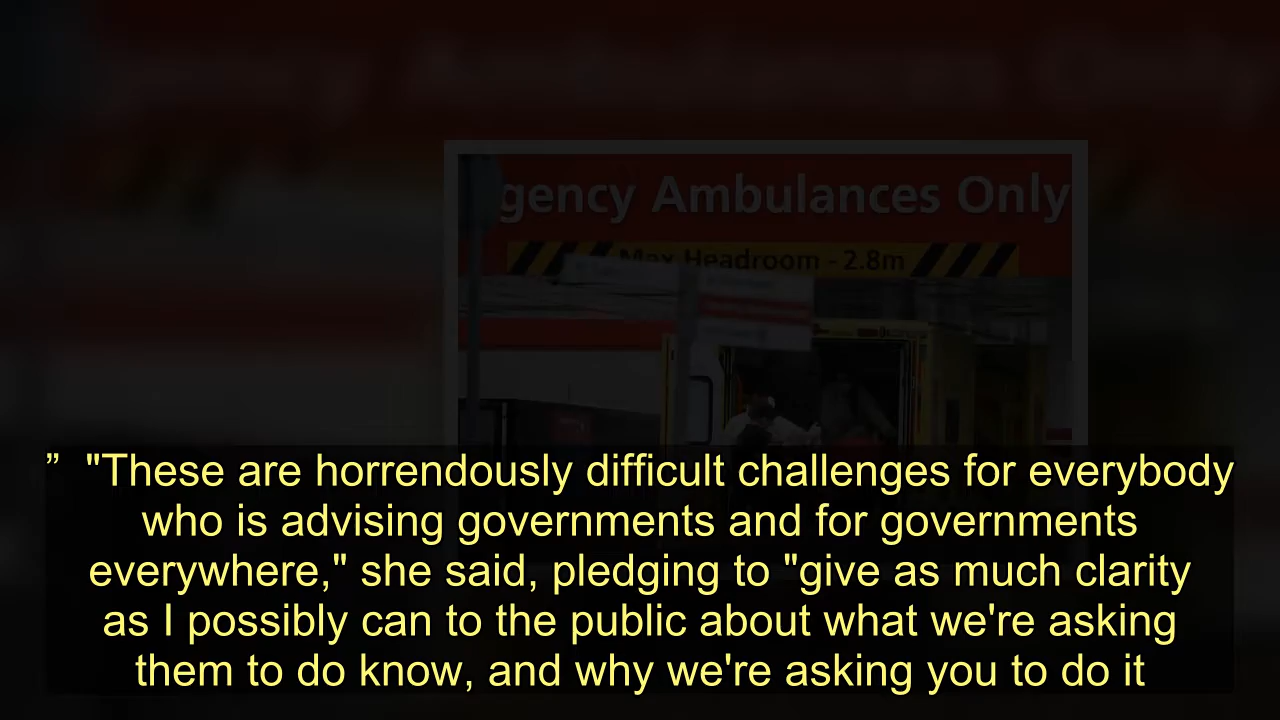 gency Ambulances Only
Max Headroom - 2.8m
” "These are horrendously difficult challenges for everybody
who is advising governments and for governments
everywhere," she said, pledging to "give as much clarity
as I possibly can to the public about what we're asking
them to do know, and why we're asking you to do it